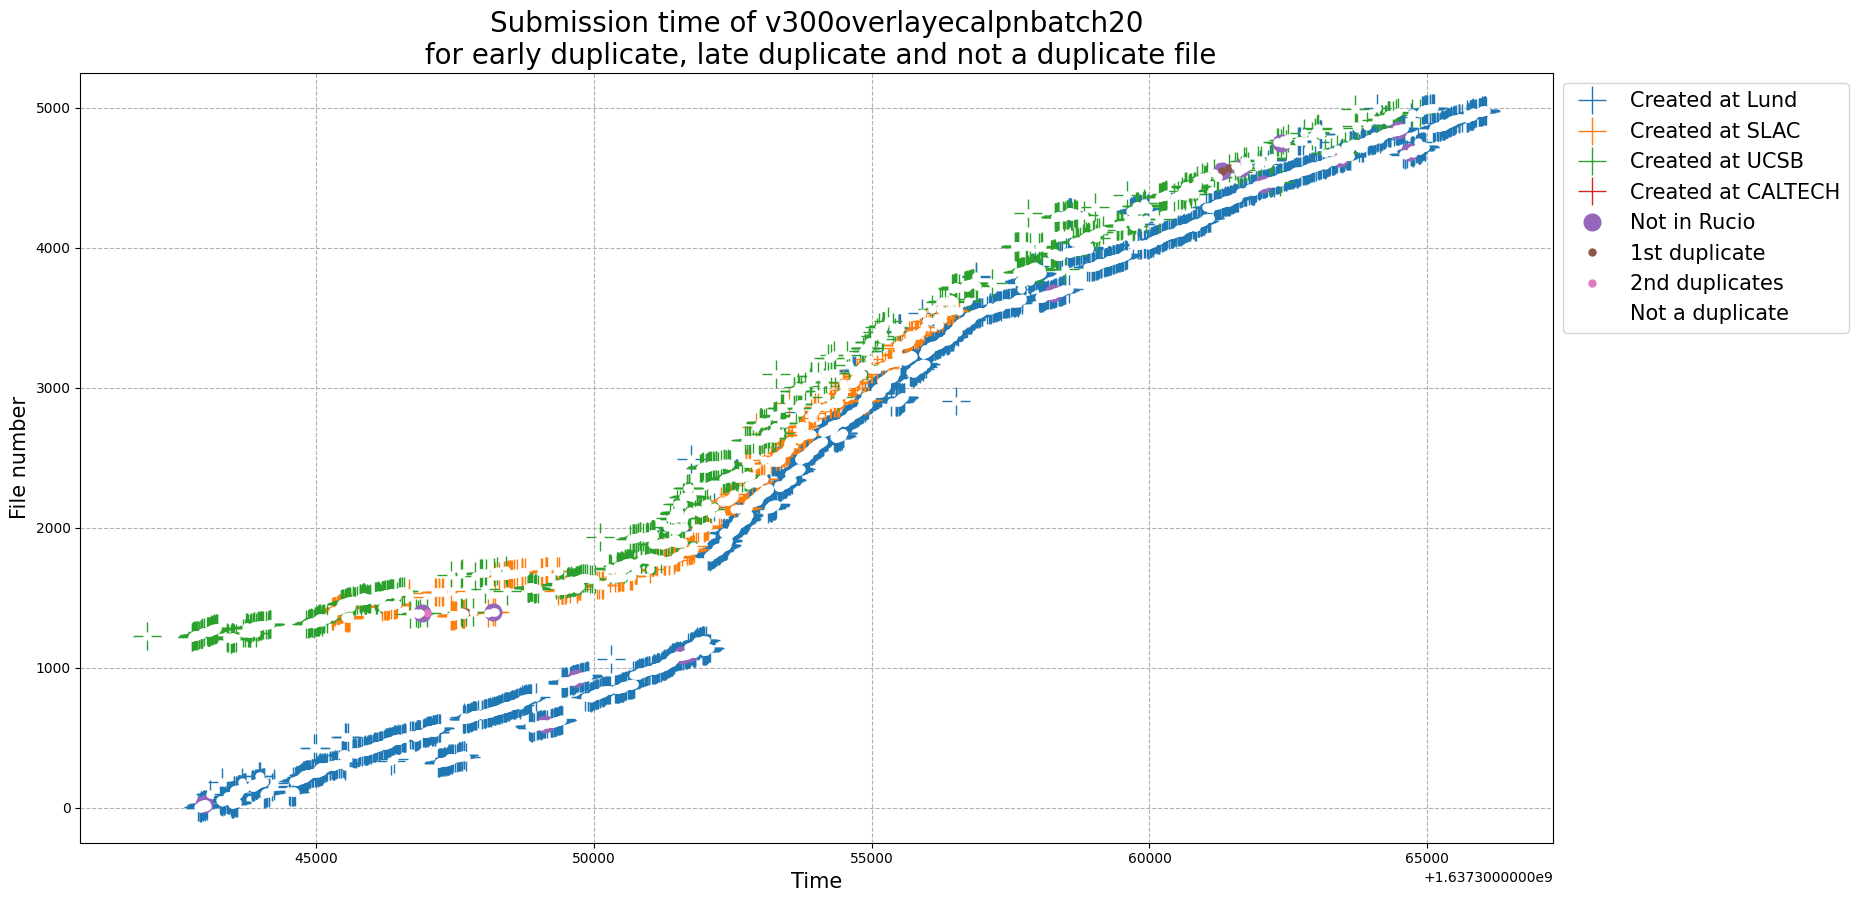 Submission time of v300overlayecalpnbatch20
for early duplicate, late duplicate and not a duplicate file
5000
4000
3000
2000
1000
0
File number
45000
50000
55000
60000
65000
Time
+1.6373000000e9
Created at Lund
Created at SLAC
Created at UCSB
Created at CALTECH
Not in Rucio
1st duplicate
2nd duplicates
Not a duplicate